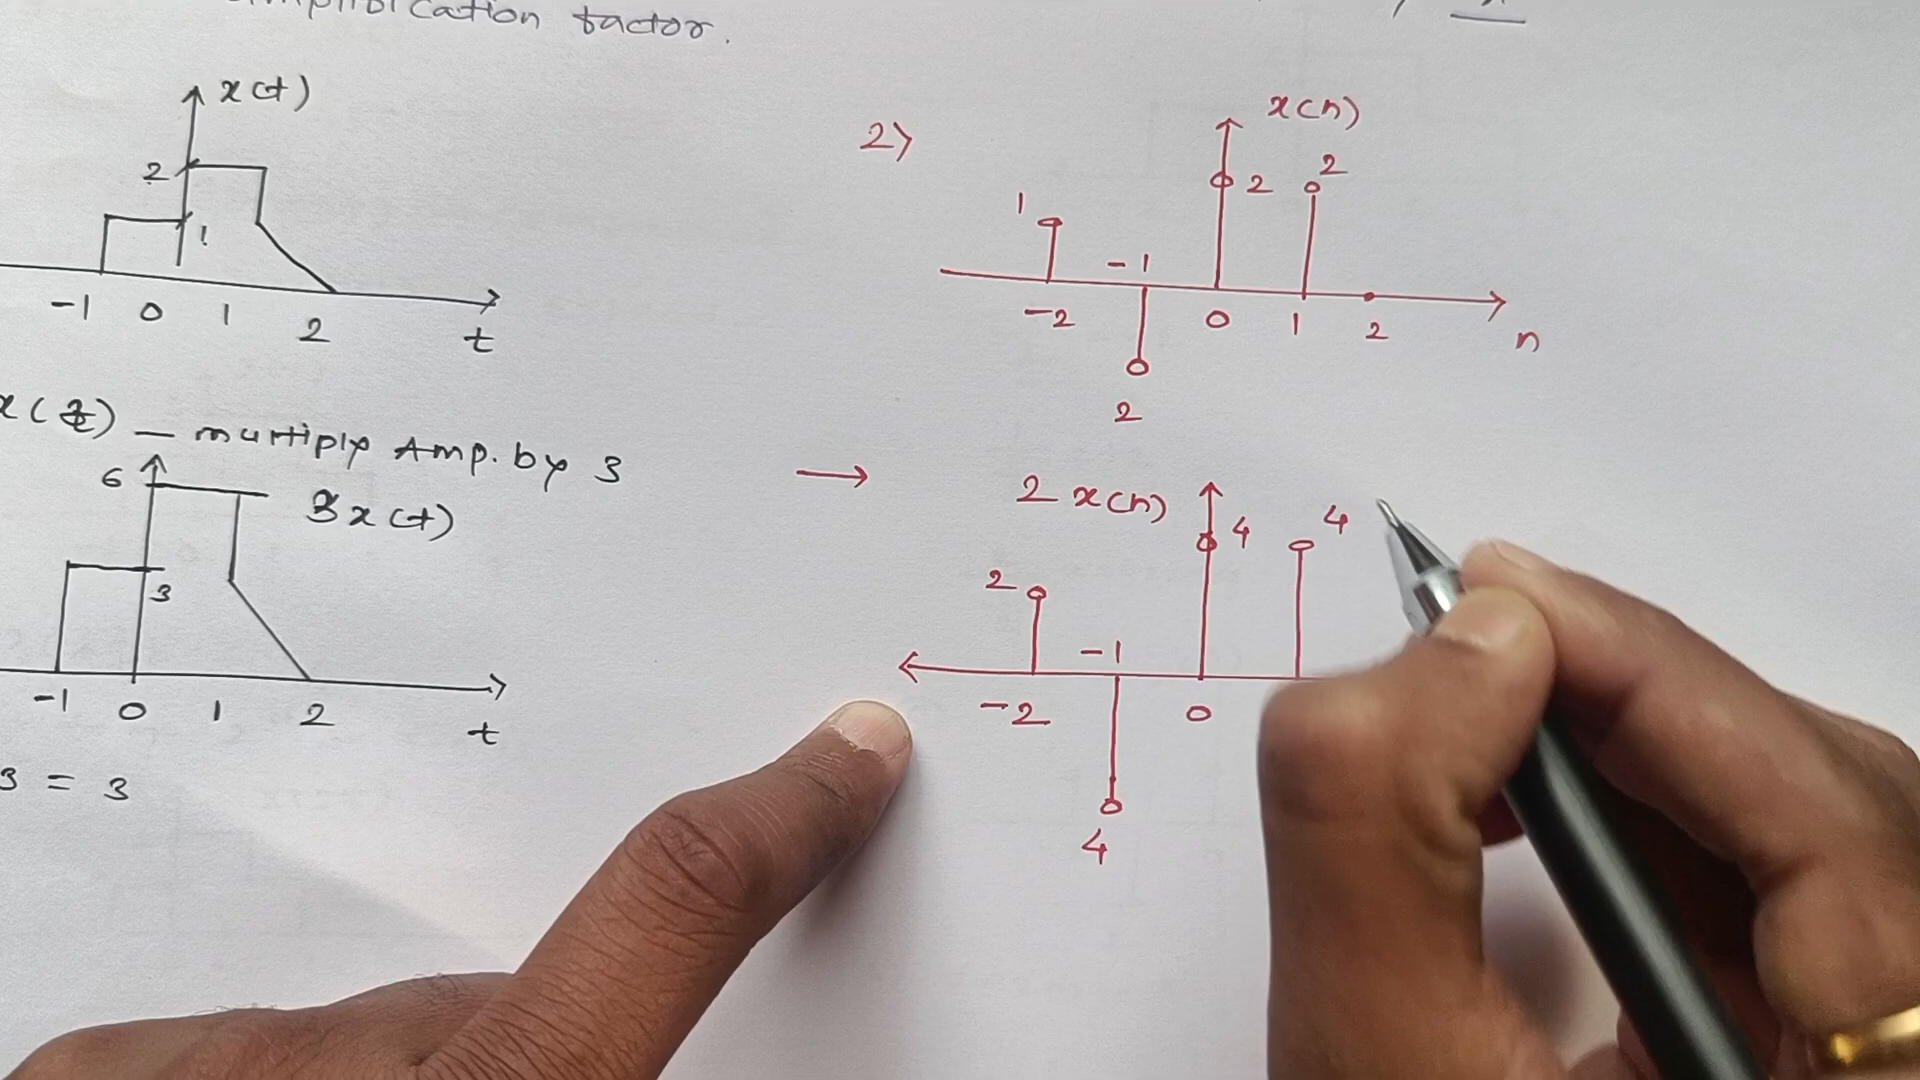 factor.
x(t)
2
1
-1 0 1 2 t
_ multiply Amp. by 3
6
3x(t)
3
-1 0 1 2 t
3 = 3
2) x(n)
1 2 2
-1
-2 0 1 2 n
2
→ 2 x(n)
2 4 4
-1
-2 0
4